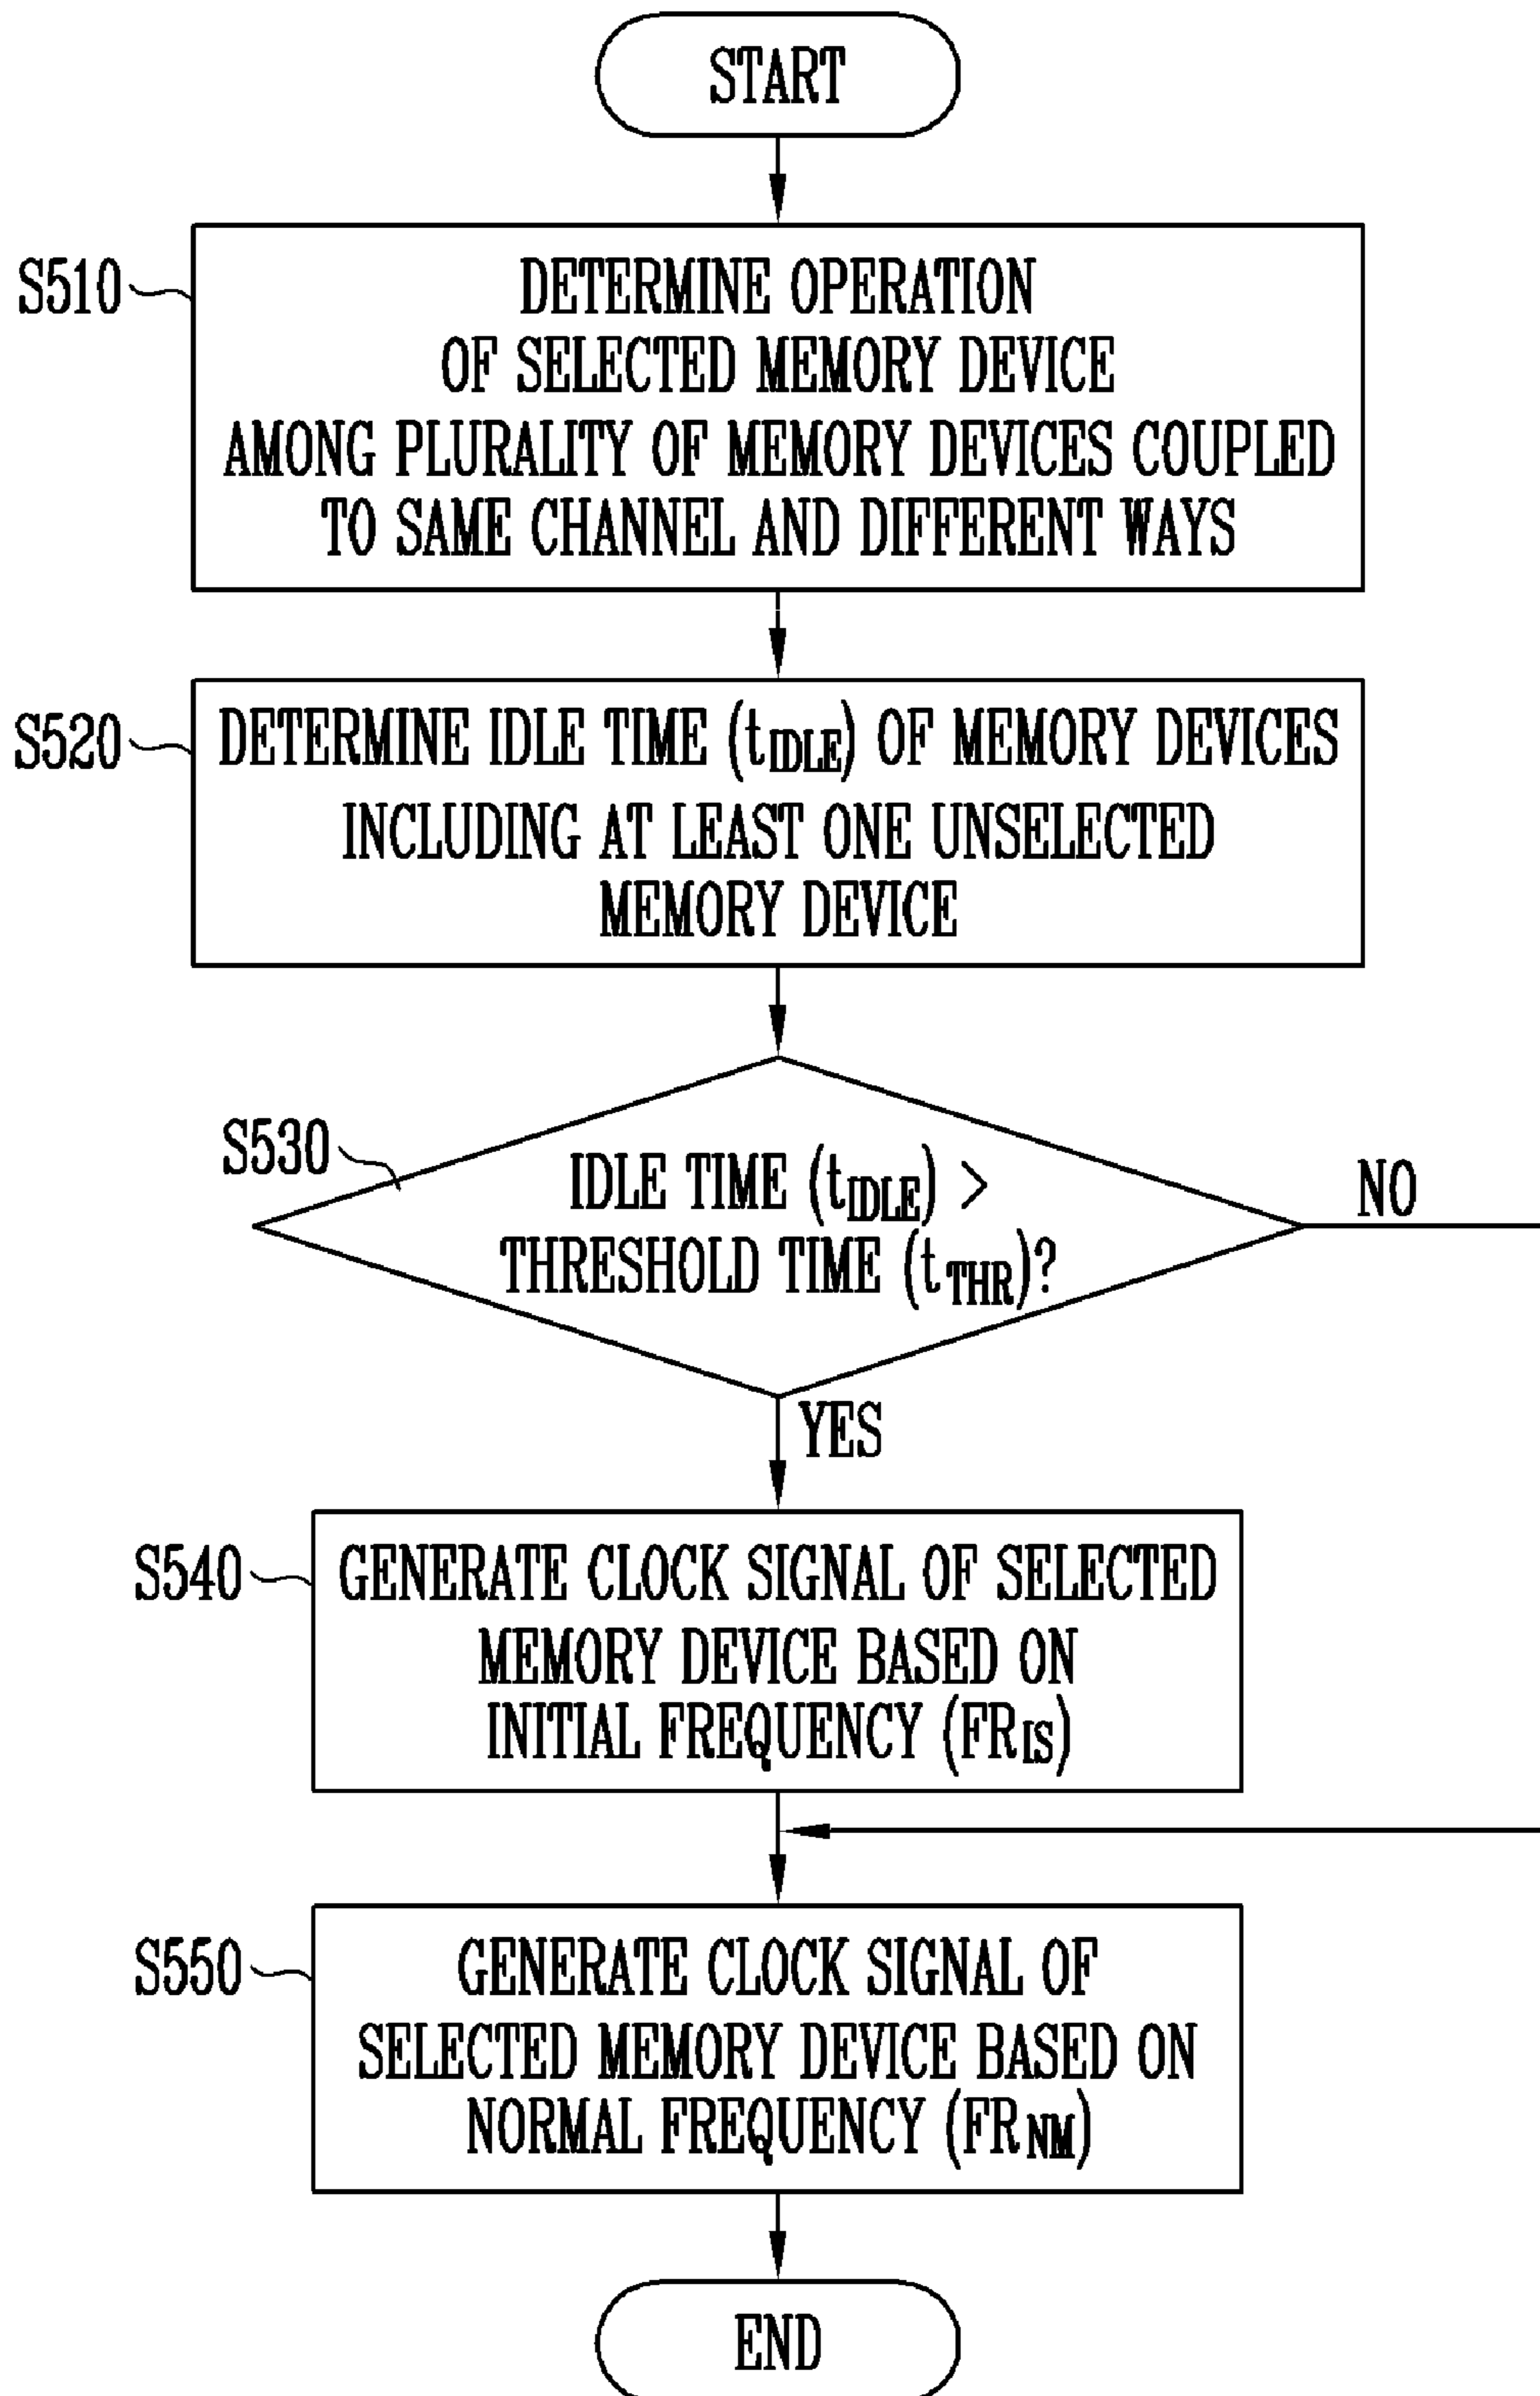 START
S510
DETERMINE OPERATION
OF SELECTED MEMORY DEVICE
AMONG PLURALITY OF MEMORY DEVICES COUPLED
TO SAME CHANNEL AND DIFFERENT WAYS
S520
DETERMINE IDLE TIME (tIDLE) OF MEMORY DEVICES
INCLUDING AT LEAST ONE UNSELECTED
MEMORY DEVICE
S530
IDLE TIME (tIDLE) >
THRESHOLD TIME (tTHR)?
NO
YES
S540
GENERATE CLOCK SIGNAL OF SELECTED
MEMORY DEVICE BASED ON
INITIAL FREQUENCY (FRIS)
S550
GENERATE CLOCK SIGNAL OF
SELECTED MEMORY DEVICE BASED ON
NORMAL FREQUENCY (FRNM)
END